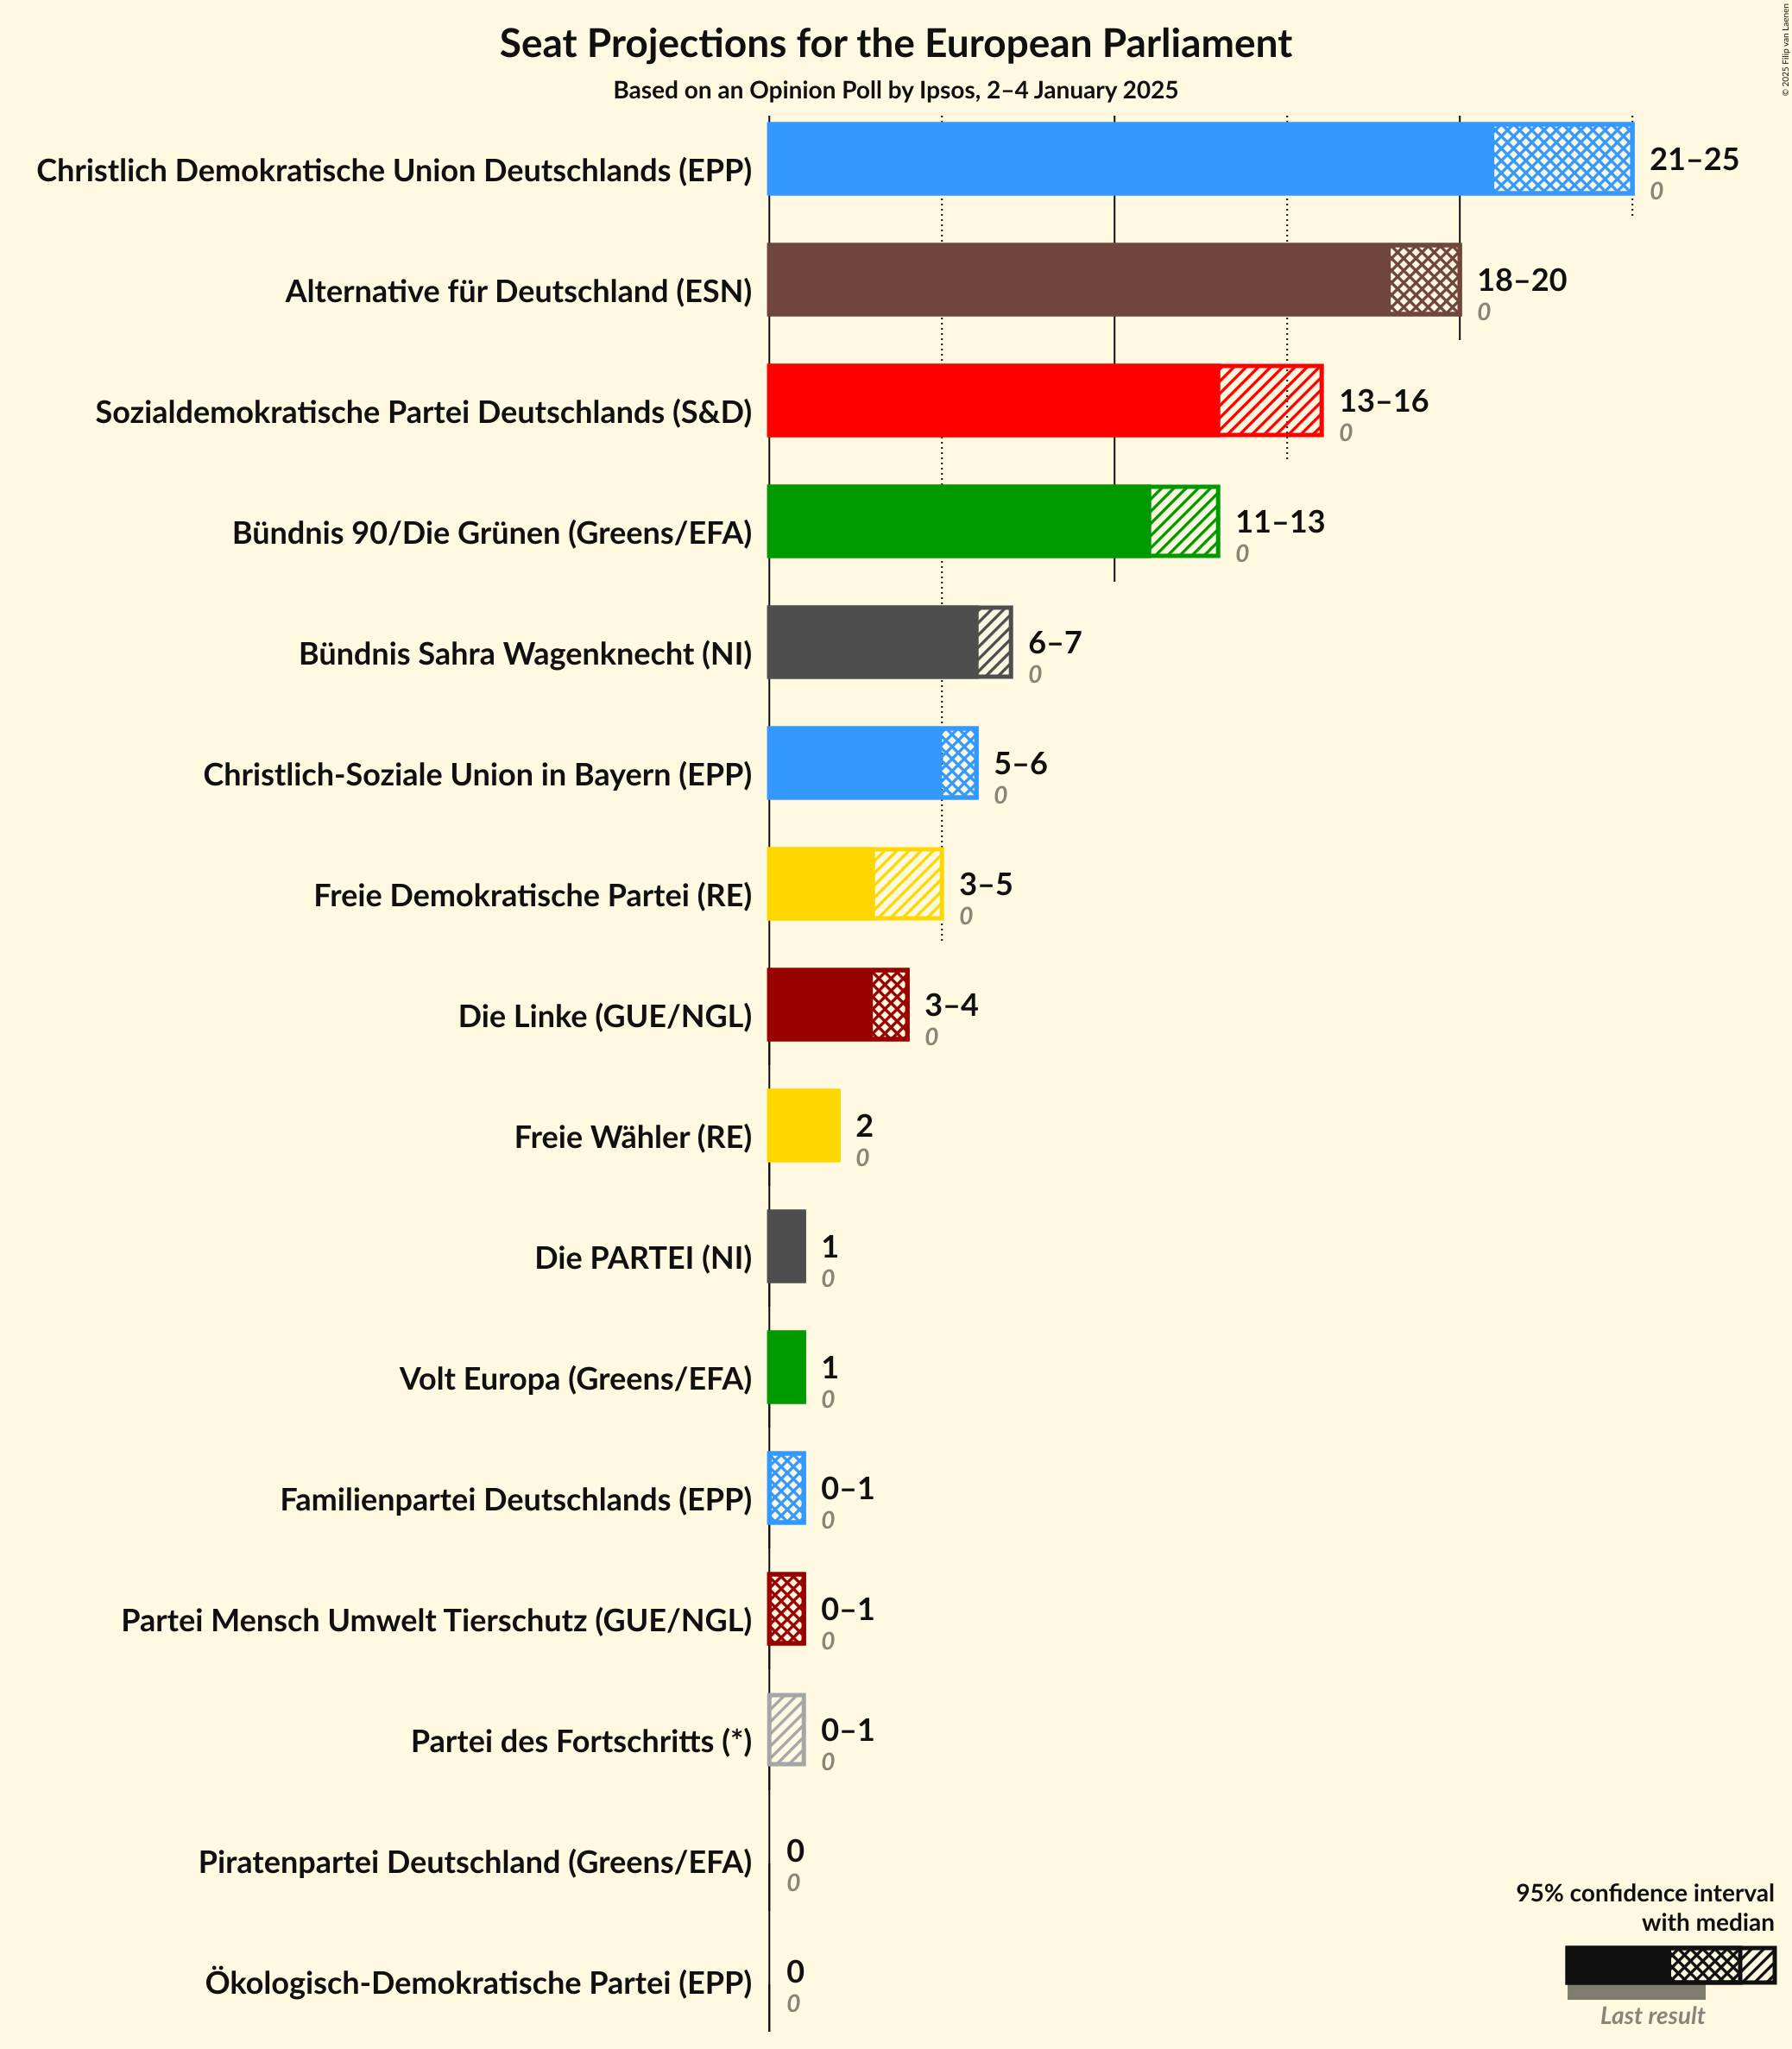 Seat Projections for the European Parliament
Based on an Opinion Poll by Ipsos, 2–4 January 2025
© 2025 Filip van Laenen
Christlich Demokratische Union Deutschlands (EPP)
21–25
0
Alternative für Deutschland (ESN)
18–20
0
Sozialdemokratische Partei Deutschlands (S&D)
13–16
0
Bündnis 90/Die Grünen (Greens/EFA)
11–13
0
Bündnis Sahra Wagenknecht (NI)
6–7
0
Christlich-Soziale Union in Bayern (EPP)
5–6
0
Freie Demokratische Partei (RE)
3–5
0
Die Linke (GUE/NGL)
3–4
0
Freie Wähler (RE)
2
0
Die PARTEI (NI)
1
0
Volt Europa (Greens/EFA)
1
0
Familienpartei Deutschlands (EPP)
0–1
0
Partei Mensch Umwelt Tierschutz (GUE/NGL)
0–1
0
Partei des Fortschritts (*)
0–1
0
Piratenpartei Deutschland (Greens/EFA)
0
0
Ökologisch-Demokratische Partei (EPP)
0
0
95% confidence interval
with median
Last result